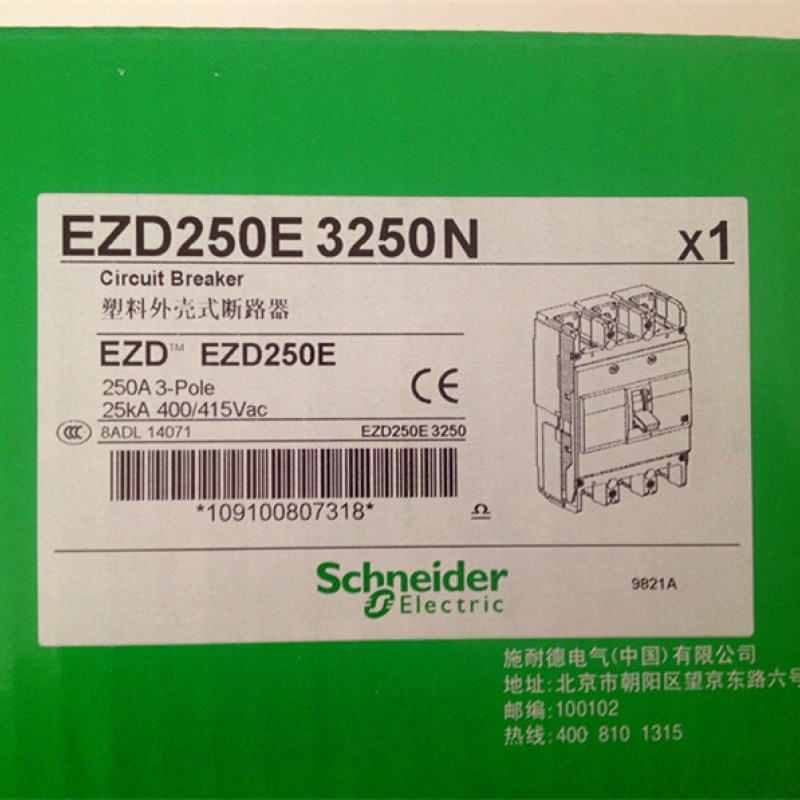 EZD250E 3250N x1
Circuit Breaker
塑料外壳式断路器
EZD™ EZD250E
250A 3-Pole
25kA 400/415Vac
CE
CCC 8ADL 14071 EZD250E 3250
*109100807318*
Schneider
Electric
9821A
施耐德电气(中国)有限公司
地址:北京市朝阳区望京东路六号
邮编:100102
热线:400 810 1315